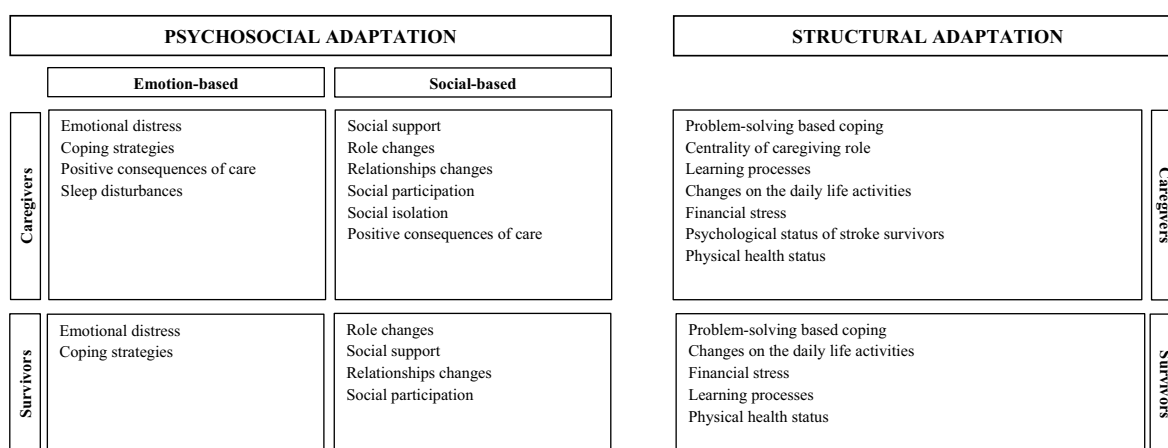 PSYCHOSOCIAL ADAPTATION
Emotion-based
Social-based
Caregivers
Emotional distress
Coping strategies
Positive consequences of care
Sleep disturbances
Social support
Role changes
Relationships changes
Social participation
Social isolation
Positive consequences of care
Survivors
Emotional distress
Coping strategies
Role changes
Social support
Relationships changes
Social participation
STRUCTURAL ADAPTATION
Problem-solving based coping
Centrality of caregiving role
Learning processes
Changes on the daily life activities
Financial stress
Psychological status of stroke survivors
Physical health status
Caregivers
Problem-solving based coping
Changes on the daily life activities
Financial stress
Learning processes
Physical health status
Survivors